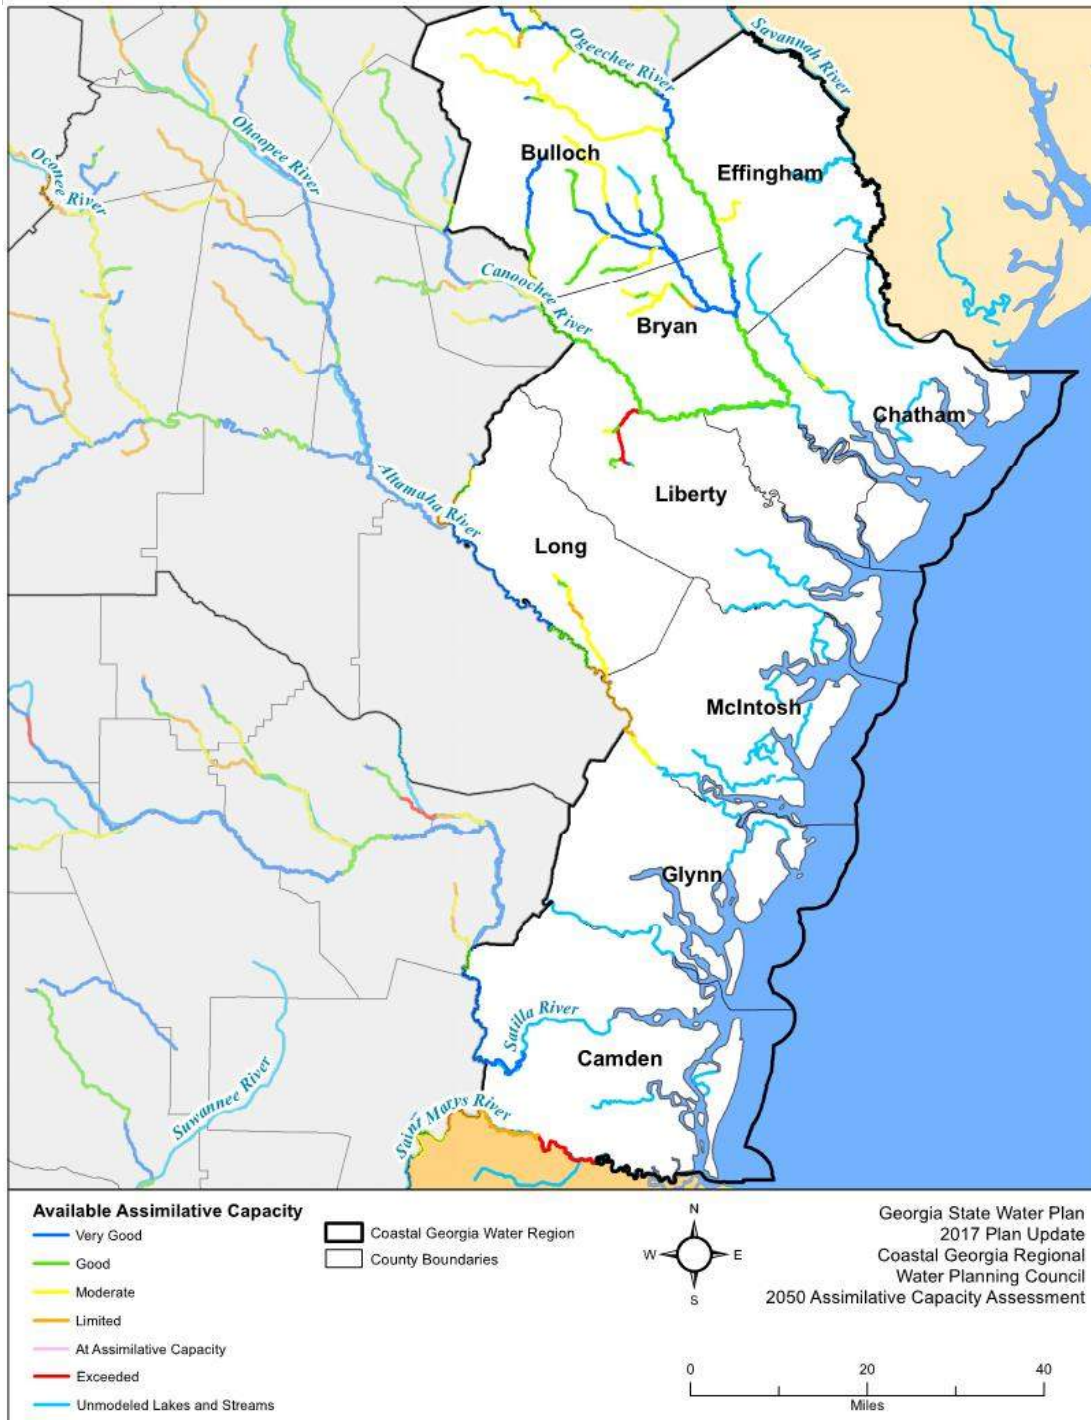 Savannah River
Ogeechee River
Ohoopee River
Oconee River
Bulloch
Effingham
Canoochee River
Bryan
Chatham
Altamaha River
Liberty
Long
McIntosh
Glynn
Satilla River
Camden
Suwannee River
Saint Marys River
Available Assimilative Capacity
Very Good
Good
Moderate
Limited
At Assimilative Capacity
Exceeded
Unmodeled Lakes and Streams
Coastal Georgia Water Region
County Boundaries
N
W E
S
Georgia State Water Plan
2017 Plan Update
Coastal Georgia Regional
Water Planning Council
2050 Assimilative Capacity Assessment
0 20 40
Miles